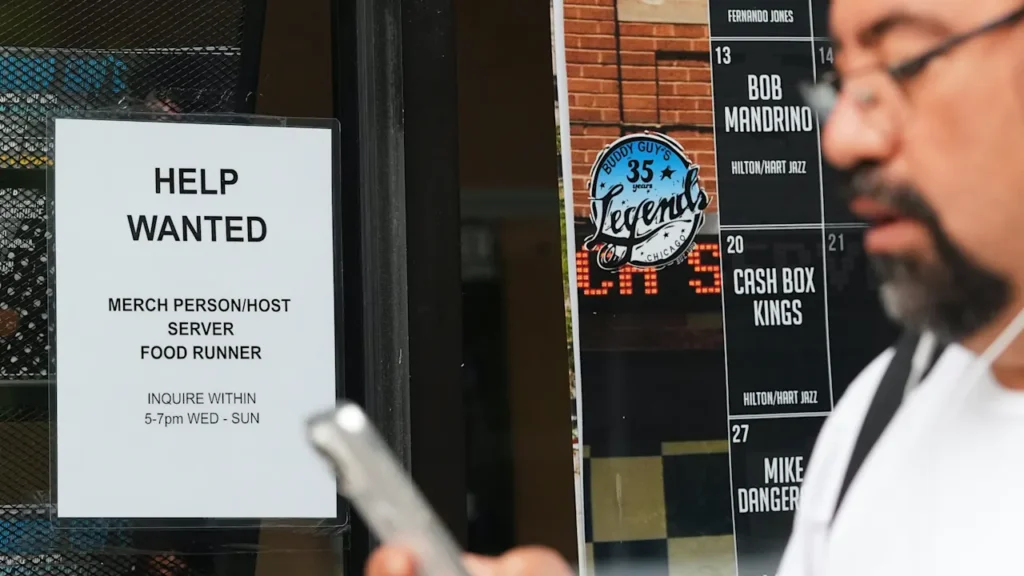 HELP
WANTED
MERCH PERSON/HOST
SERVER
FOOD RUNNER
INQUIRE WITHIN
5-7pm WED - SUN
BUDDY GUY'S
35
years
Legends
CHICAGO
FERNANDO JONES
13
BOB
MANDRINO
HILTON/HART JAZZ
14
20
CASH BOX
KINGS
HILTON/HART JAZZ
21
27
MIKE